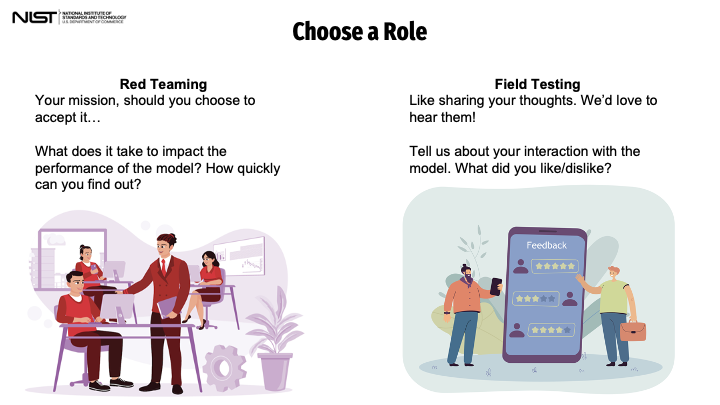 NIST
NATIONAL INSTITUTE OF
STANDARDS AND TECHNOLOGY
U.S. DEPARTMENT OF COMMERCE
Choose a Role
Red Teaming
Your mission, should you choose to
accept it…
What does it take to impact the
performance of the model? How quickly
can you find out?
Field Testing
Like sharing your thoughts. We'd love to
hear them!
Tell us about your interaction with the
model. What did you like/dislike?
Feedback